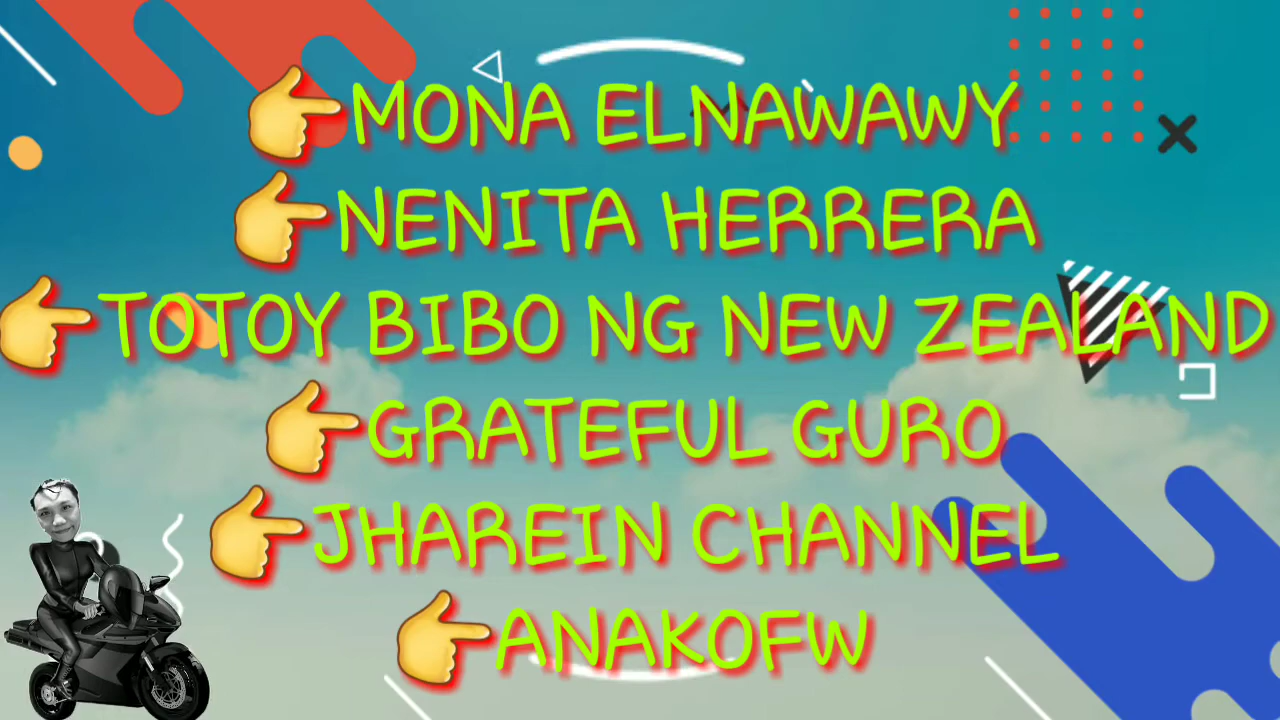 👉MONA ELNAWAWY
👉NENITA HERRERA
👉TOTOY BIBO NG NEW ZEALAND
👉GRATEFUL GURO
👉JHAREIN CHANNEL
👉ANAKOFW